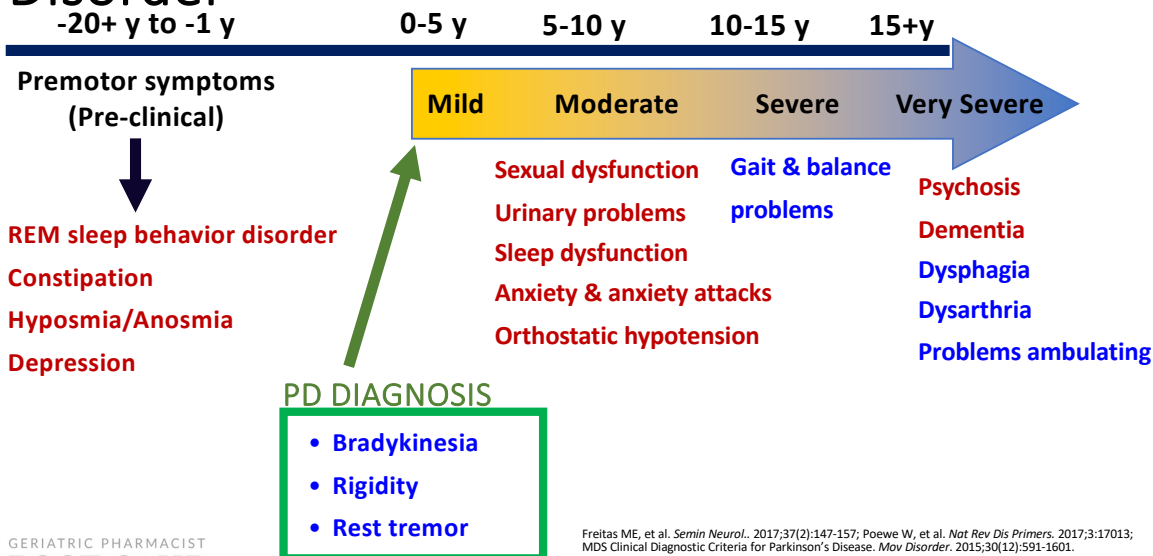 Disorder
-20+ y to -1 y
0-5 y
5-10 y
10-15 y
15+y
Premotor symptoms
(Pre-clinical)
Mild
Moderate
Severe
Very Severe
REM sleep behavior disorder
Constipation
Hyposmia/Anosmia
Depression
Sexual dysfunction
Urinary problems
Sleep dysfunction
Anxiety & anxiety attacks
Orthostatic hypotension
Gait & balance
problems
Psychosis
Dementia
Dysphagia
Dysarthria
Problems ambulating
PD DIAGNOSIS
• Bradykinesia
• Rigidity
• Rest tremor
GERIATRIC PHARMACIST
Freitas ME, et al. Semin Neurol.. 2017;37(2):147-157; Poewe W, et al. Nat Rev Dis Primers. 2017;3:17013;
MDS Clinical Diagnostic Criteria for Parkinson's Disease. Mov Disorder. 2015;30(12):591-1601.